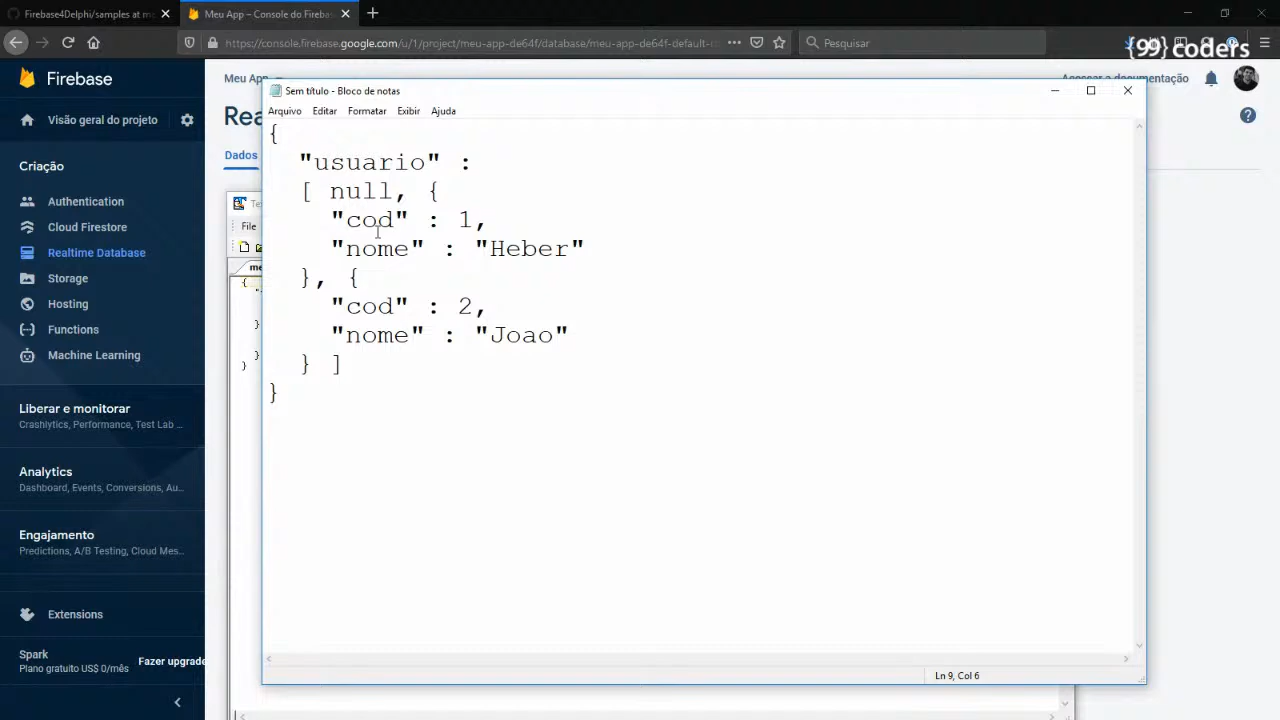 Firebase4Delphi/samples at m
Meu App – Console do Firebase
https://console.firebase.google.com/u/1/project/meu-app-de64f/database/meu-app-de64f-default-r
Pesquisar
{99} coders
Firebase
Meu App
Acessar a documentação
Sem título - Bloco de notas
Arquivo Editar Formatar Exibir Ajuda
Visão geral do projeto
Rea
Dados
Criação
Authentication
Cloud Firestore
Realtime Database
Storage
Hosting
Functions
Machine Learning
File
{
"usuario" :
[ null, {
"cod" : 1,
"nome" : "Heber"
}, {
"cod" : 2,
"nome" : "Joao"
} ]
}
Liberar e monitorar
Crashlytics, Performance, Test Lab ...
Analytics
Dashboard, Events, Conversions, Au...
Engajamento
Predictions, A/B Testing, Cloud Mes...
Extensions
Spark
Plano gratuito US$ 0/mês
Fazer upgrade
Ln 9, Col 6